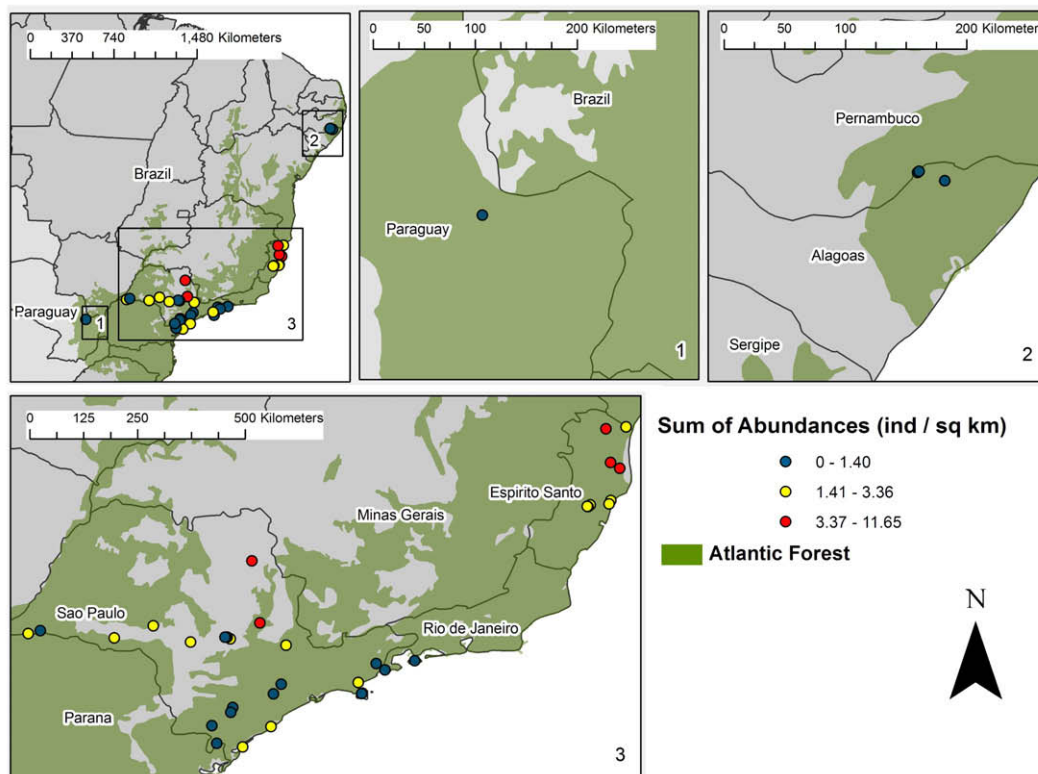 0 370 740 1,480 Kilometers
Brazil
2
Paraguay
1
3
0 100 200 Kilometers
Brazil
Paraguay
1
0 100 200 Kilometers
Pernambuco
Alagoas
Sergipe
2
0 125 250 500 Kilometers
Espirito Santo
Minas Gerais
Sao Paulo
Rio de Janeiro
Parana
3
Sum of Abundances (ind / sq km)
0 - 1.40
1.41 - 3.36
3.37 - 11.65
Atlantic Forest
N